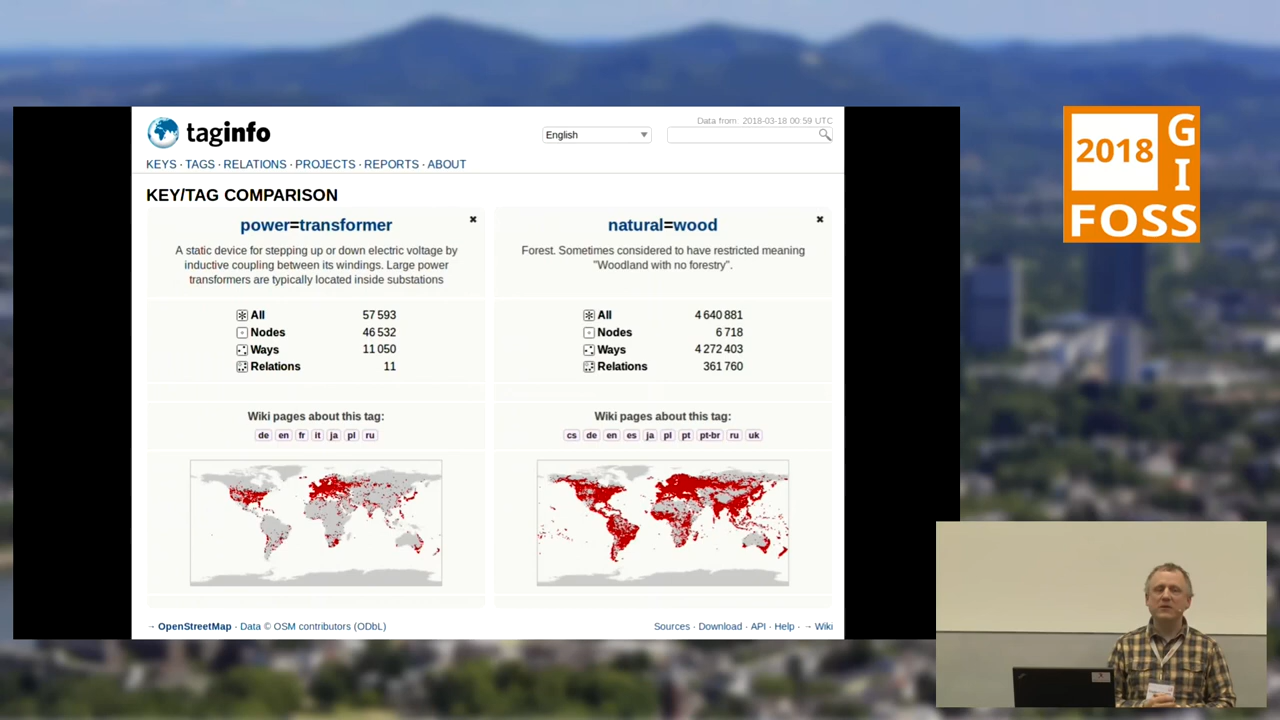 taginfo
English
Data from: 2018-03-18 00:59 UTC
KEYS · TAGS · RELATIONS · PROJECTS · REPORTS · ABOUT
KEY/TAG COMPARISON
power=transformer
A static device for stepping up or down electric voltage by
inductive coupling between its windings. Large power
transformers are typically located inside substations
All 57 593
Nodes 46 532
Ways 11 050
Relations 11
Wiki pages about this tag:
de en fr it ja pl ru
natural=wood
Forest. Sometimes considered to have restricted meaning
"Woodland with no forestry".
All 4 640 881
Nodes 6 718
Ways 4 272 403
Relations 361 760
Wiki pages about this tag:
cs de en es ja pl pt pt-br ru uk
→ OpenStreetMap · Data © OSM contributors (ODbL)
Sources · Download · API · Help · → Wiki
2018
G
I
FOSS